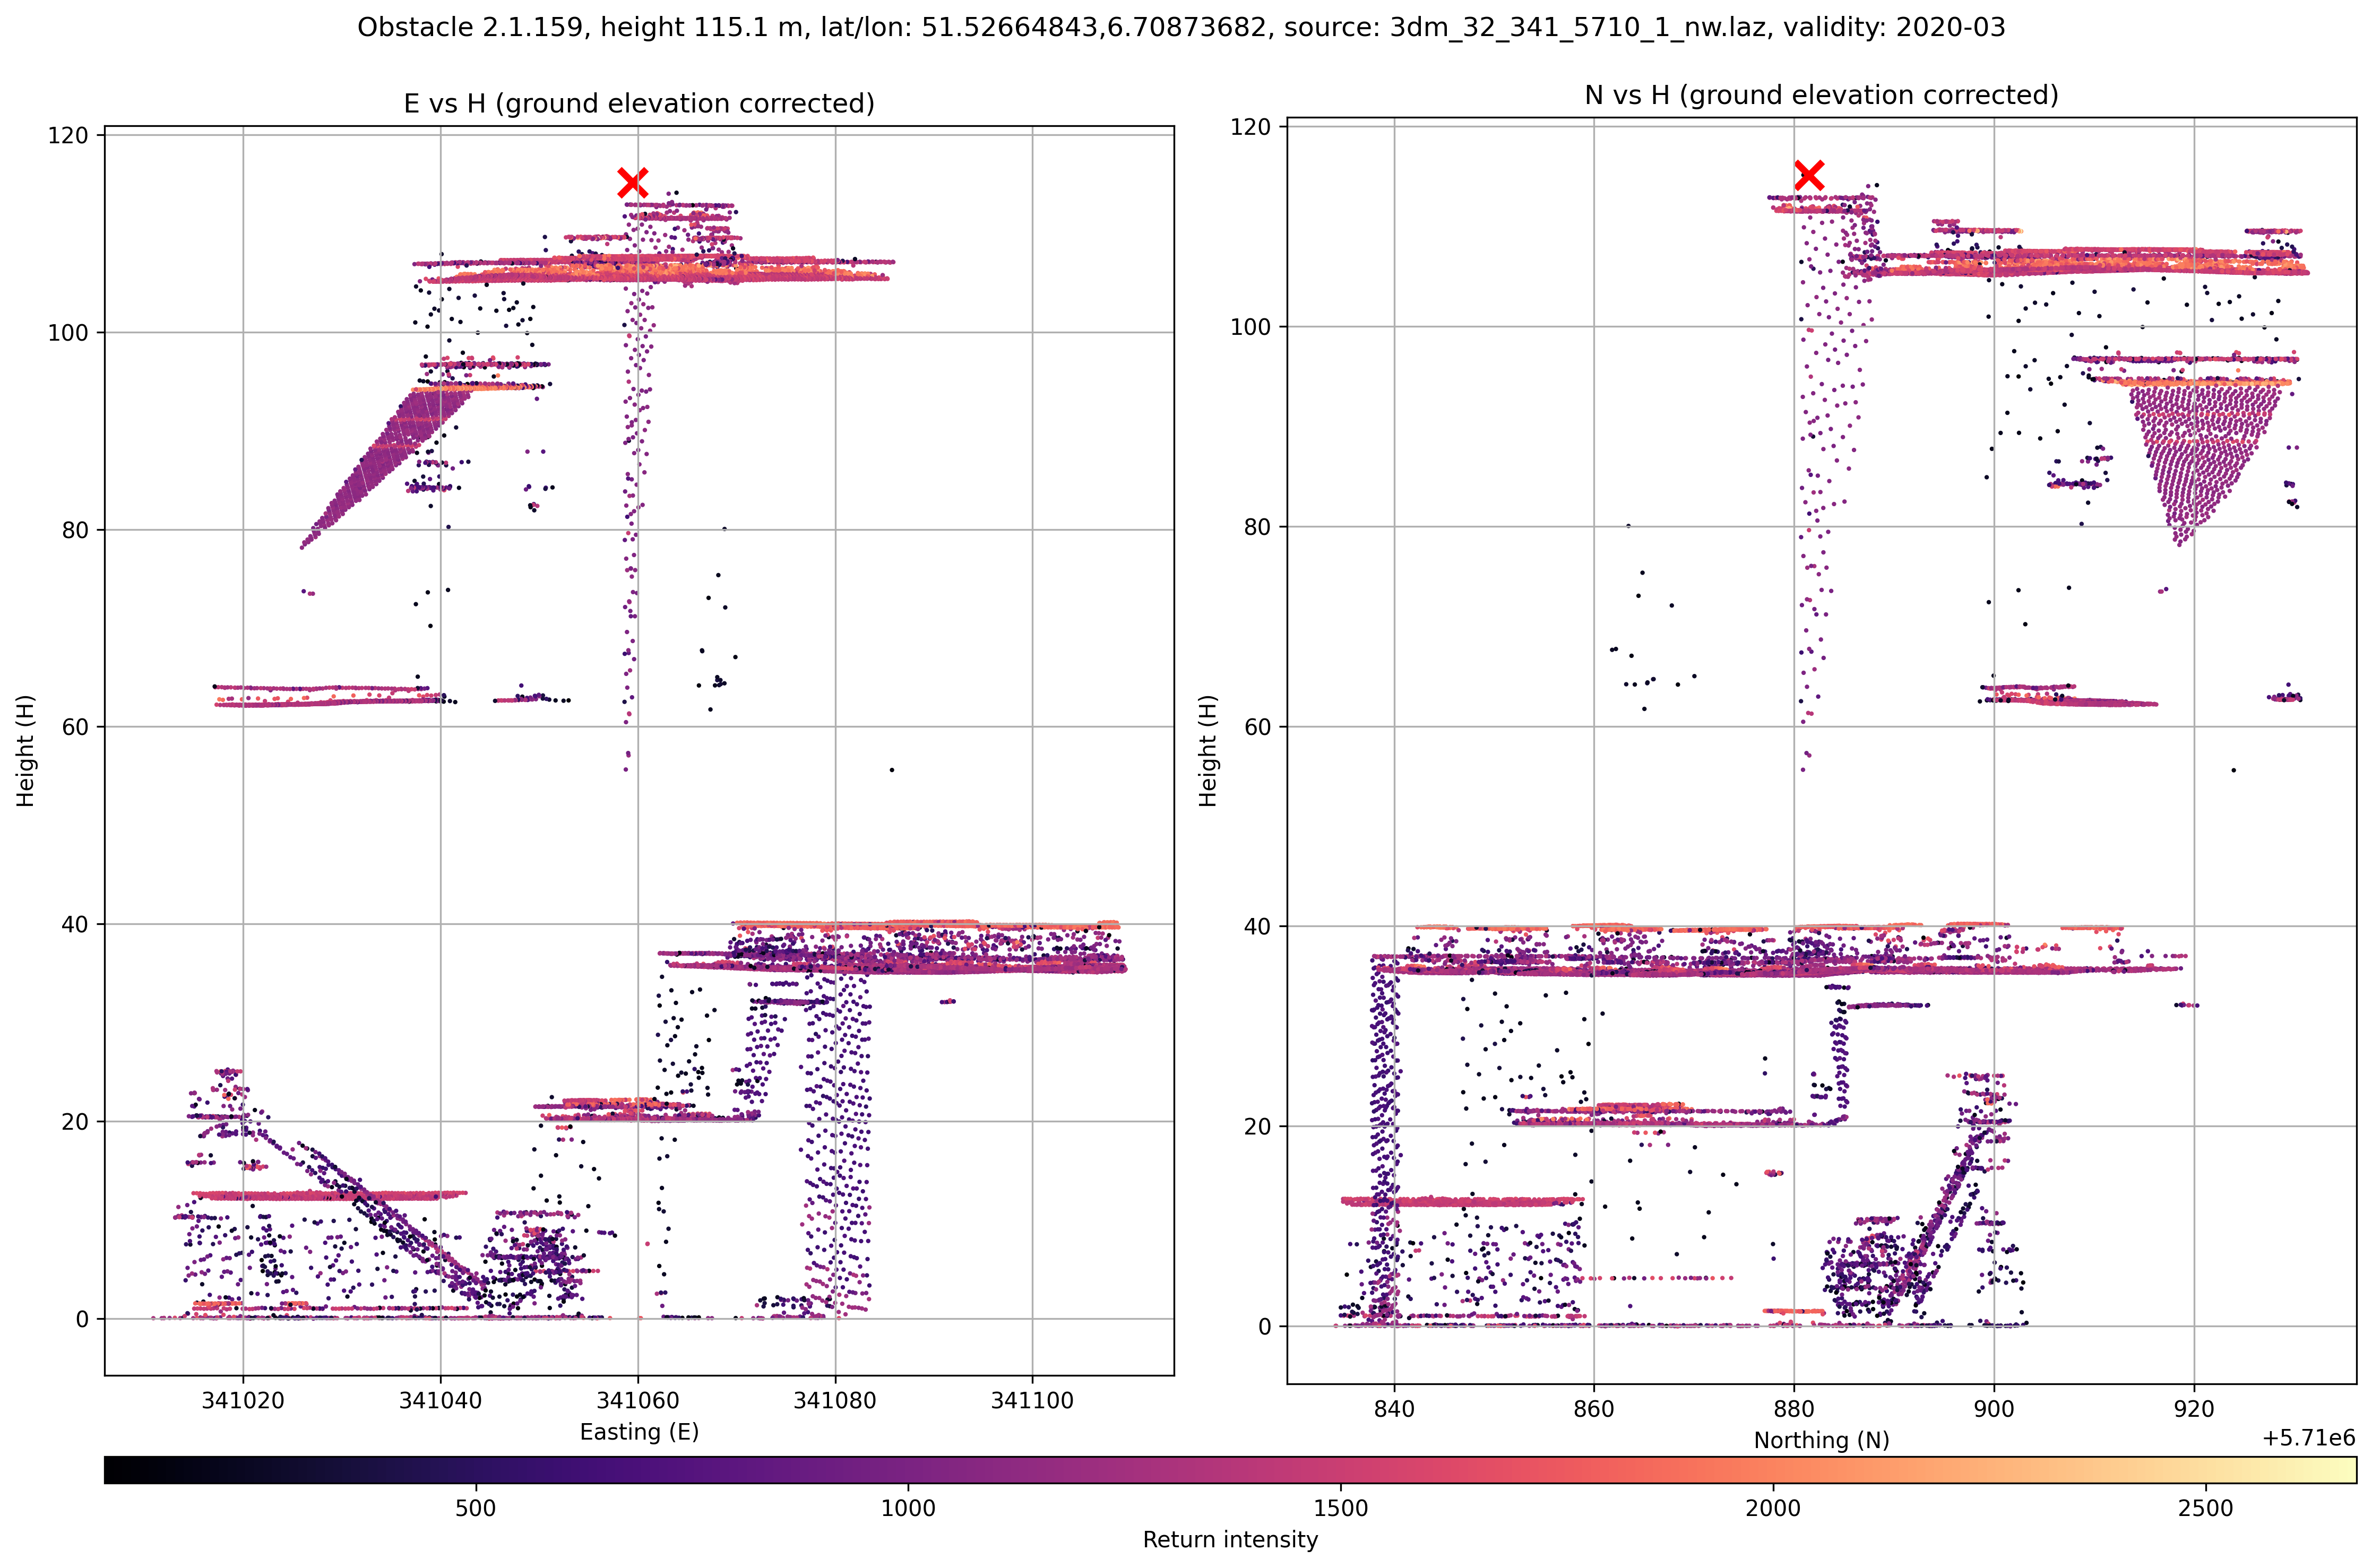 Obstacle 2.1.159, height 115.1 m, lat/lon: 51.52664843,6.70873682, source: 3dm_32_341_5710_1_nw.laz, validity: 2020-03
E vs H (ground elevation corrected)
120
100
80
60
40
20
0
Height (H)
341020 341040 341060 341080 341100
Easting (E)
N vs H (ground elevation corrected)
120
100
80
60
40
20
0
Height (H)
840 860 880 900 920
Northing (N)
+5.71e6
500 1000 1500 2000 2500
Return intensity